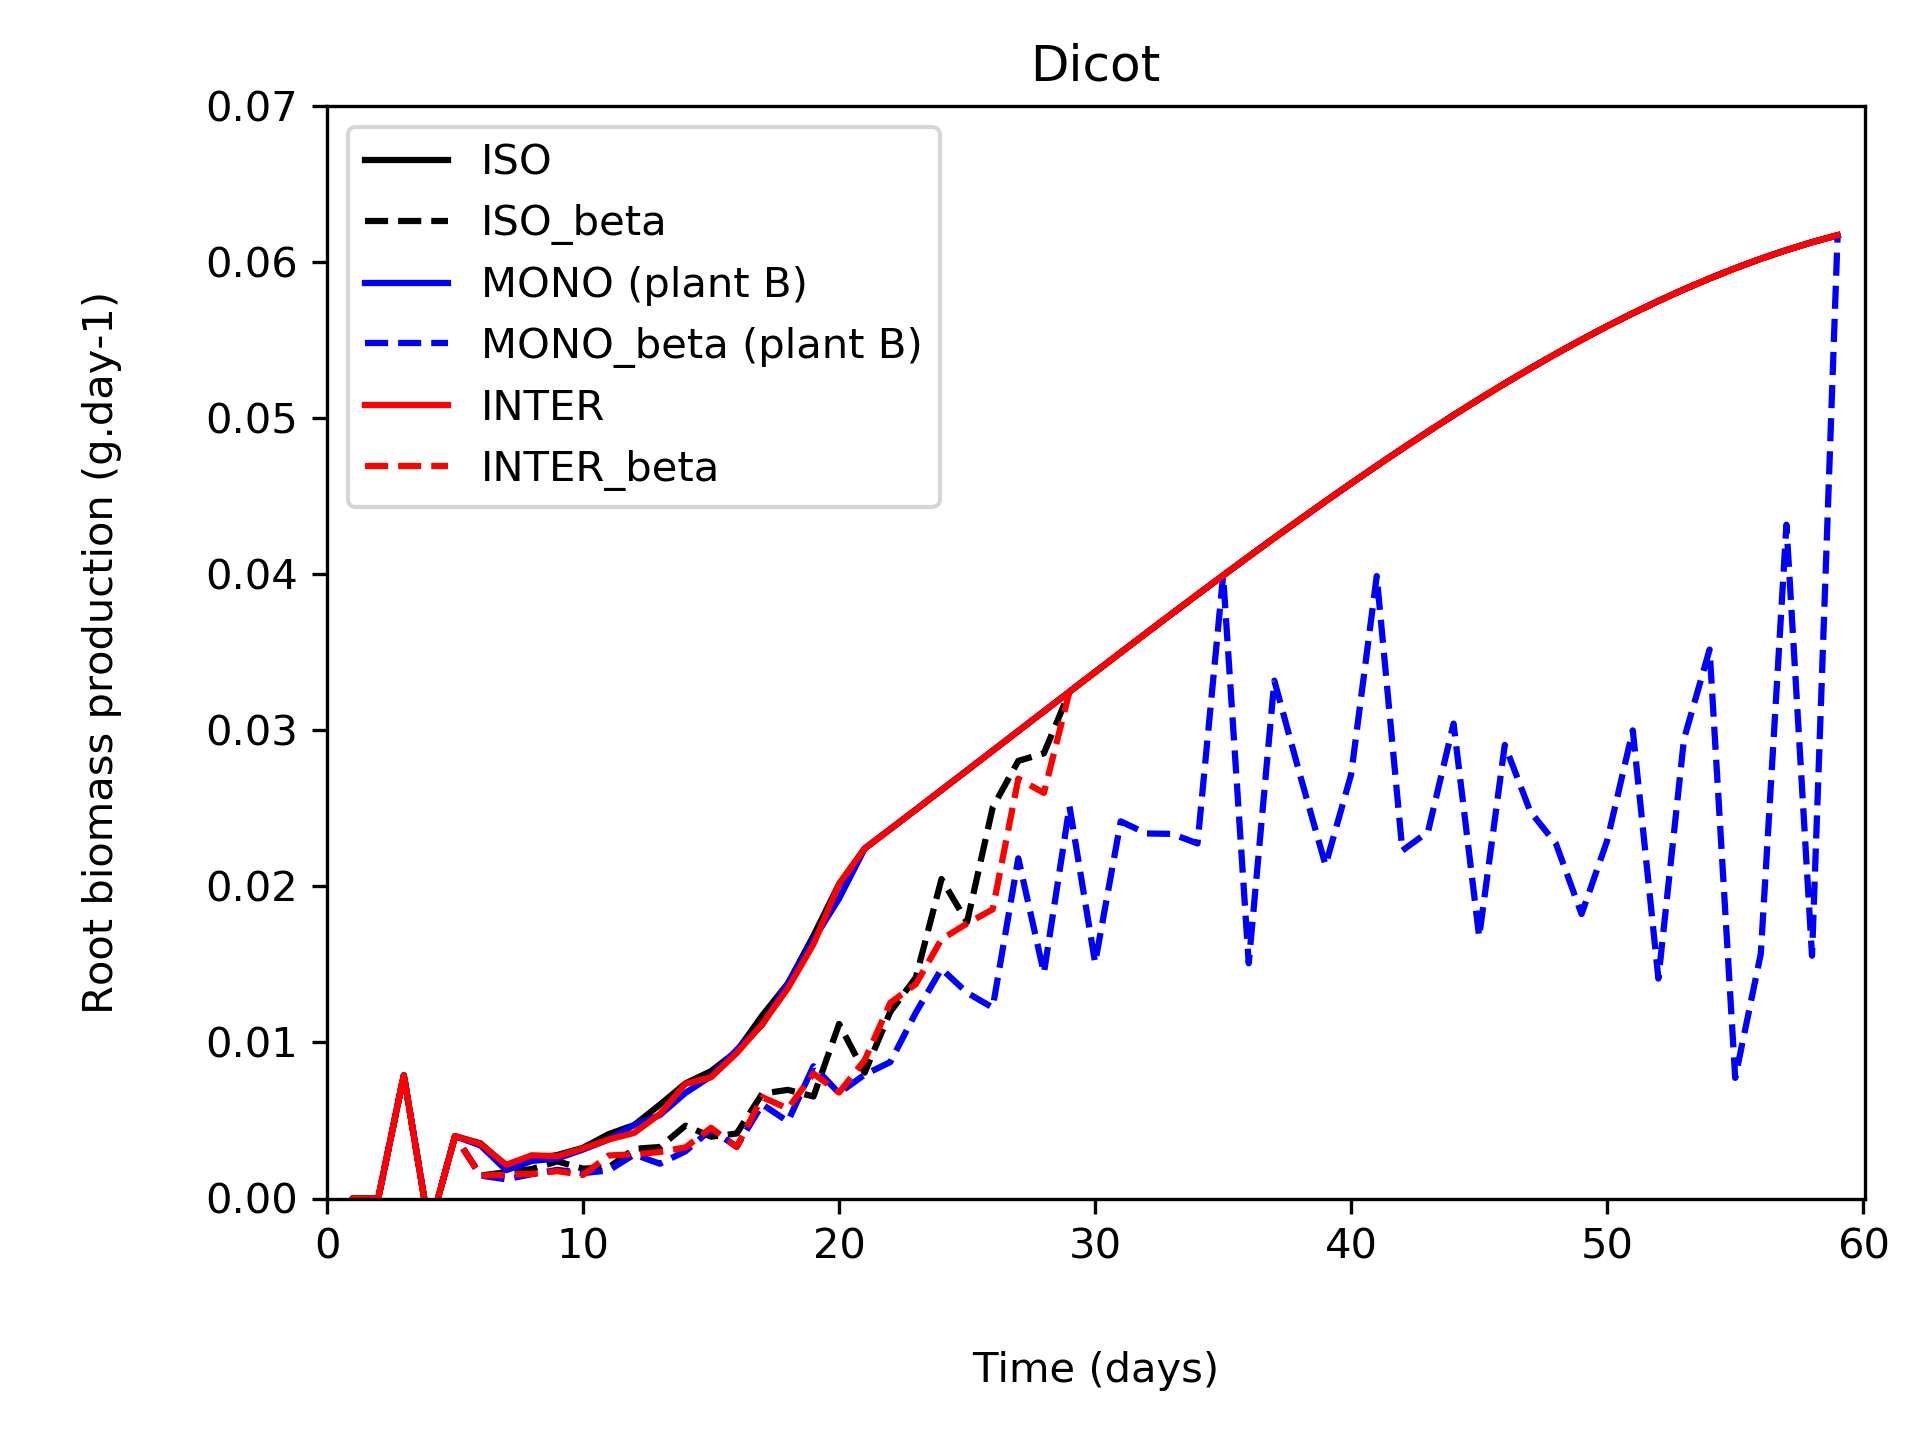 Dicot
0.07
0.06
0.05
0.04
0.03
0.02
0.01
0.00
Root biomass production (g.day-1)
ISO
ISO_beta
MONO (plant B)
MONO_beta (plant B)
INTER
INTER_beta
0 10 20 30 40 50 60
Time (days)